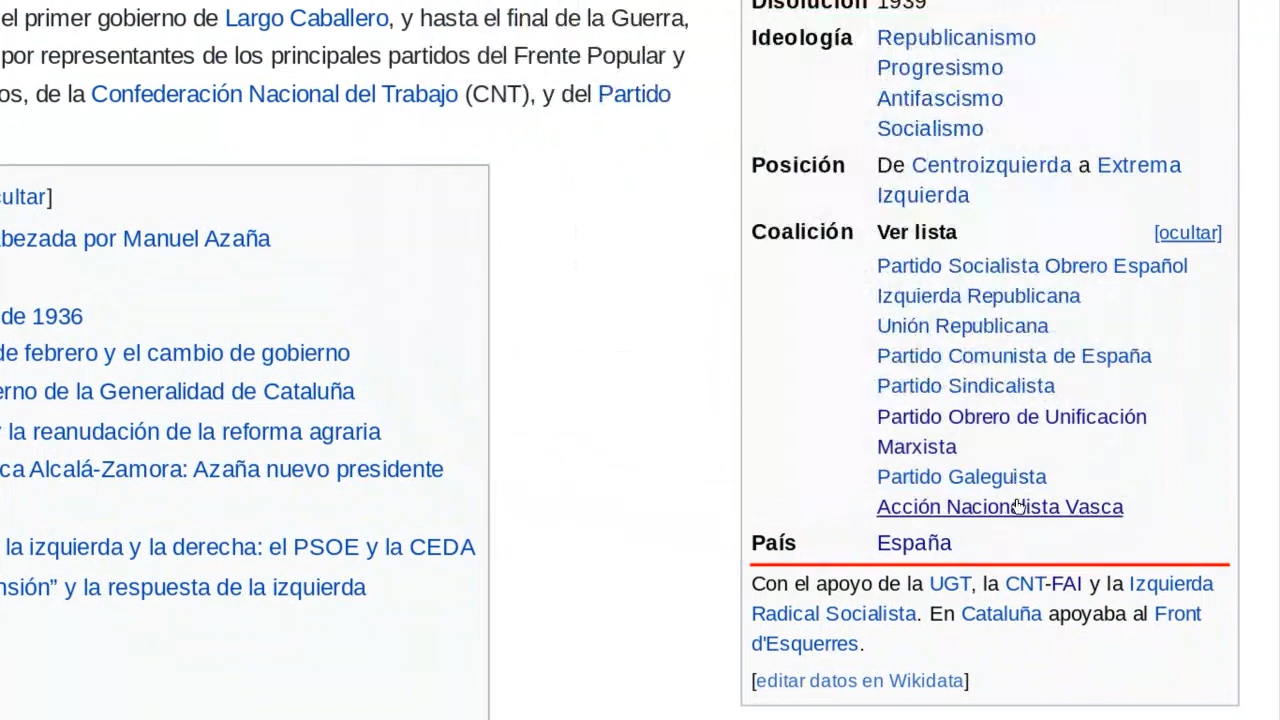 el primer gobierno de Largo Caballero, y hasta el final de la Guerra,
por representantes de los principales partidos del Frente Popular y
os, de la Confederación Nacional del Trabajo (CNT), y del Partido
cultar]
abezada por Manuel Azaña
de 1936
de febrero y el cambio de gobierno
erno de la Generalidad de Cataluña
y la reanudación de la reforma agraria
ca Alcalá-Zamora: Azaña nuevo presidente
la izquierda y la derecha: el PSOE y la CEDA
nsión” y la respuesta de la izquierda
Disolución 1939
Ideología Republicanismo
Progresismo
Antifascismo
Socialismo
Posición De Centroizquierda a Extrema
Izquierda
Coalición Ver lista [ocultar]
Partido Socialista Obrero Español
Izquierda Republicana
Unión Republicana
Partido Comunista de España
Partido Sindicalista
Partido Obrero de Unificación
Marxista
Partido Galeguista
Acción Nacionalista Vasca
País España
Con el apoyo de la UGT, la CNT-FAI y la Izquierda
Radical Socialista. En Cataluña apoyaba al Front
d'Esquerres.
[editar datos en Wikidata]